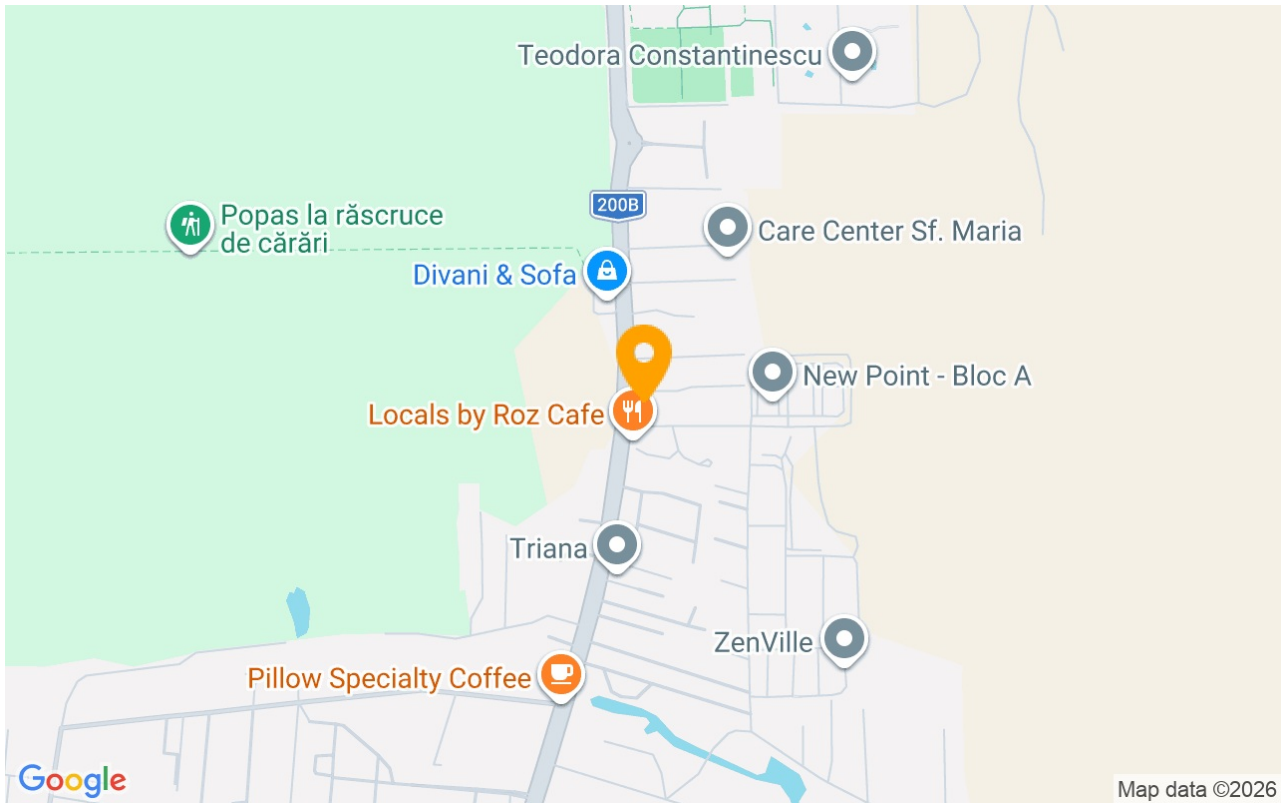 Teodora Constantinescu
200B
Popas la răscruce
de cărări
Care Center Sf. Maria
Divani & Sofa
New Point - Bloc A
Locals by Roz Cafe
Triana
ZenVille
Pillow Specialty Coffee
Google
Map data ©2026